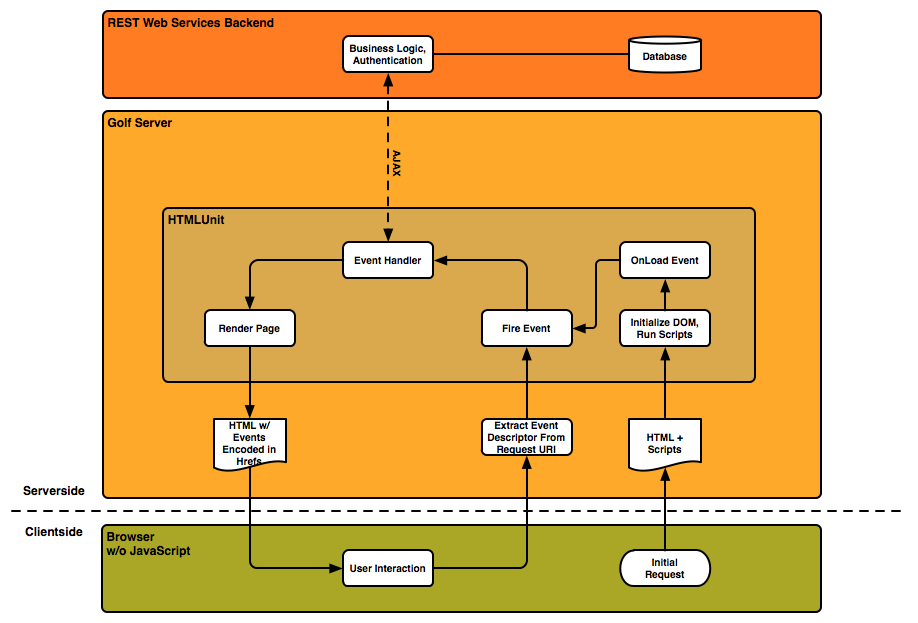 REST Web Services Backend
Business Logic,
Authentication
Database
Golf Server
AJAX
HTMLUnit
Event Handler
OnLoad Event
Render Page
Fire Event
Initialize DOM,
Run Scripts
HTML w/
Events
Encoded in
Hrefs
Extract Event
Descriptor From
Request URI
HTML +
Scripts
Serverside
Clientside
Browser
w/o JavaScript
User Interaction
Initial
Request